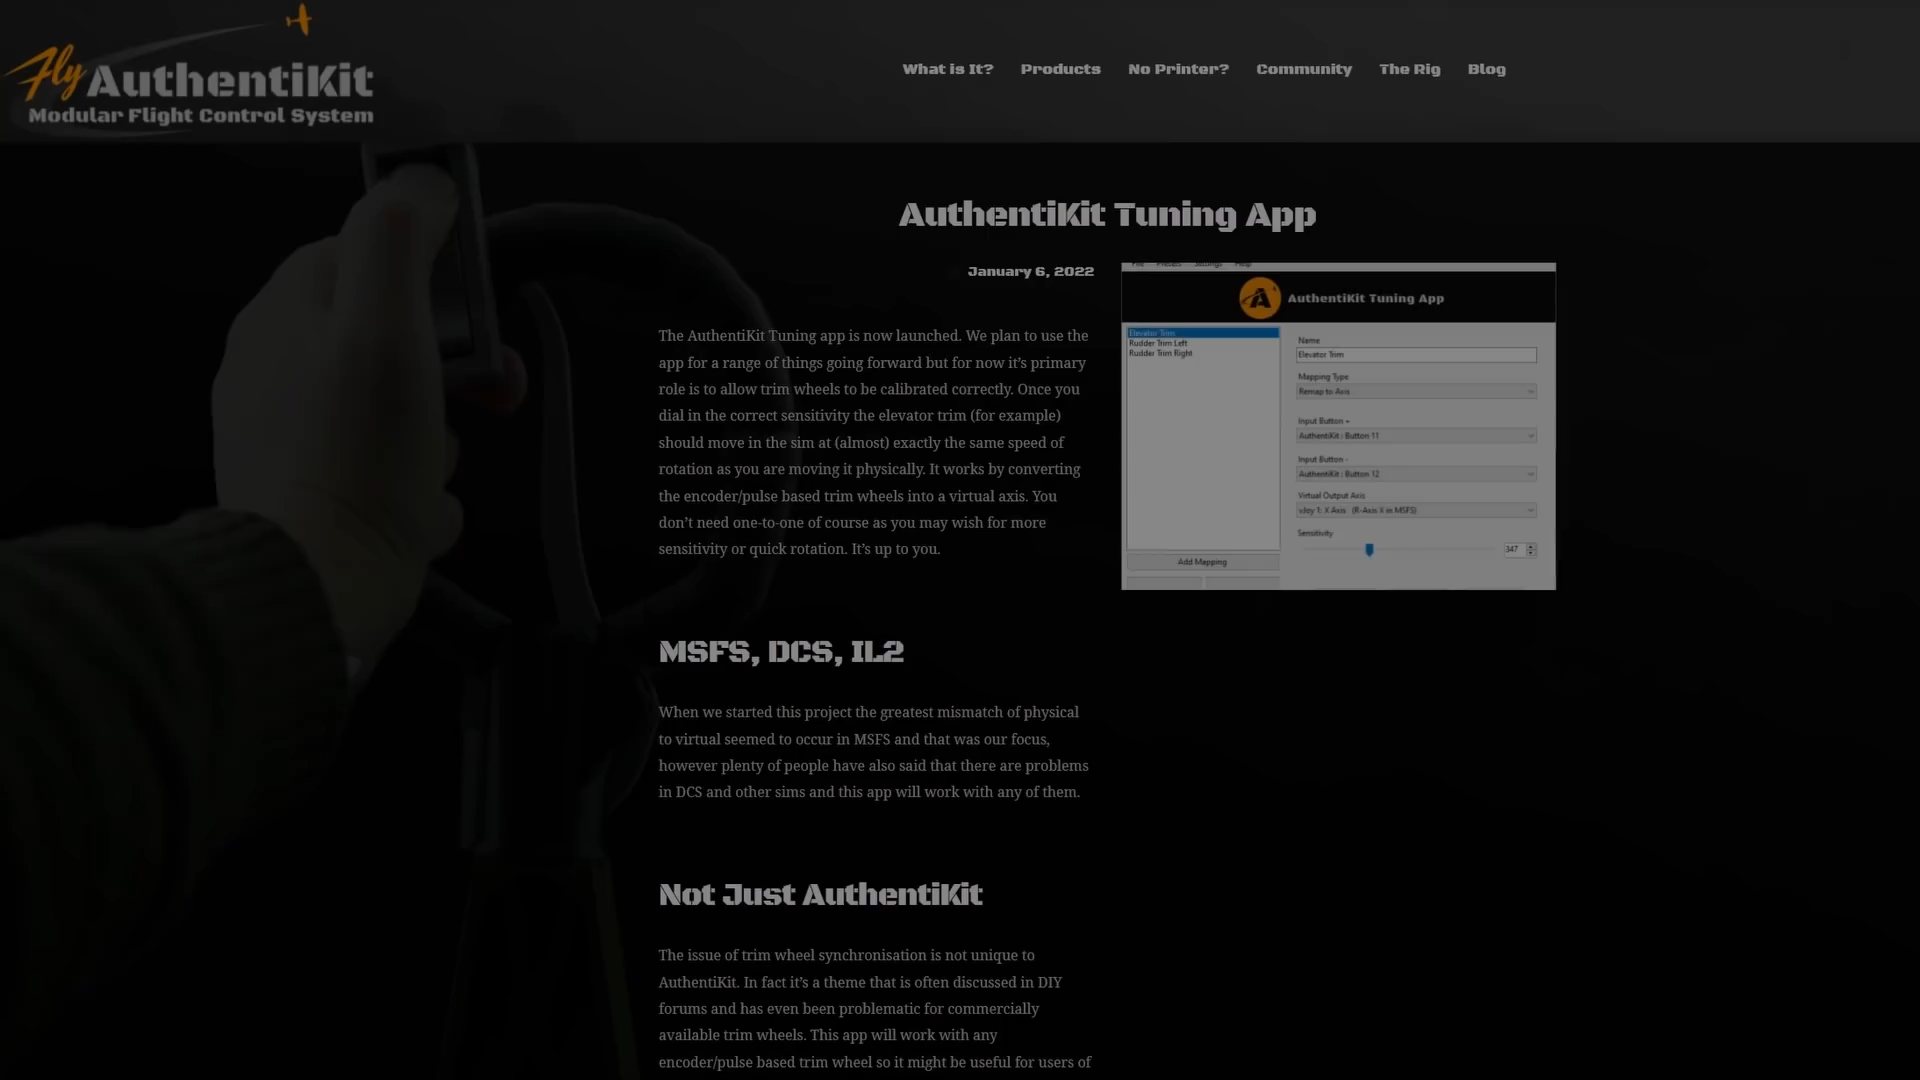 Fly
AuthentiKit
Modular Flight Control System
What is It? Products No Printer? Community The Rig Blog
AuthentiKit Tuning App
January 6, 2022
The AuthentiKit Tuning app is now launched. We plan to use the
app for a range of things going forward but for now it’s primary
role is to allow trim wheels to be calibrated correctly. Once you
dial in the correct sensitivity the elevator trim (for example)
should move in the sim at (almost) exactly the same speed of
rotation as you are moving it physically. It works by converting
the encoder/pulse based trim wheels into a virtual axis. You
don’t need one-to-one of course as you may wish for more
sensitivity or quick rotation. It’s up to you.
File Presets Settings Help
AuthentiKit Tuning App
Elevator Trim
Rudder Trim Left
Rudder Trim Right
Add Mapping
Name
Elevator Trim
Mapping Type
Remap to Axis
Input Button +
AuthentiKit : Button 11
Input Button -
AuthentiKit : Button 12
Virtual Output Axis
vJoy 1: X Axis (R-Axis X in MSFS)
Sensitivity
347
MSFS, DCS, IL2
When we started this project the greatest mismatch of physical
to virtual seemed to occur in MSFS and that was our focus,
however plenty of people have also said that there are problems
in DCS and other sims and this app will work with any of them.
Not Just AuthentiKit
The issue of trim wheel synchronisation is not unique to
AuthentiKit. In fact it’s a theme that is often discussed in DIY
forums and has even been problematic for commercially
available trim wheels. This app will work with any
encoder/pulse based trim wheel so it might be useful for users of